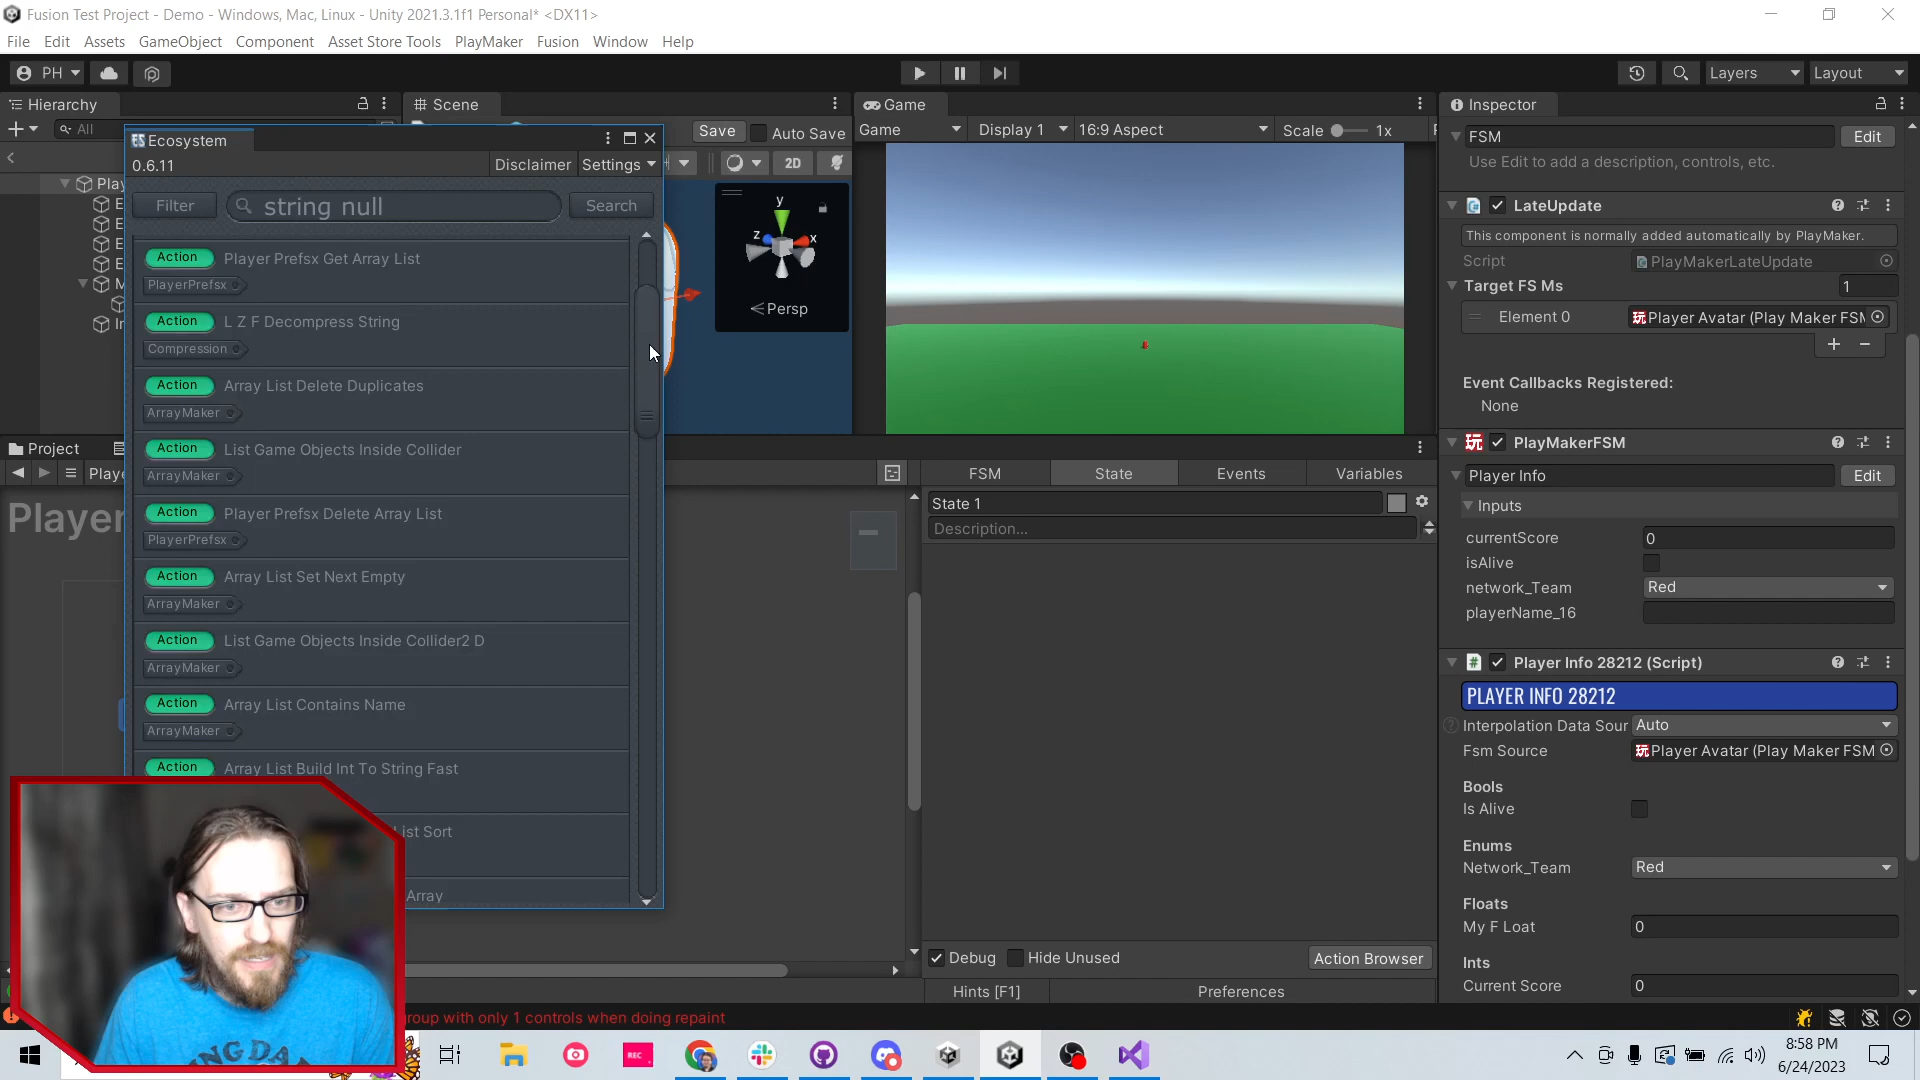 Fusion Test Project - Demo - Windows, Mac, Linux - Unity 2021.3.1f1 Personal* <DX11>
File Edit Assets GameObject Component Asset Store Tools PlayMaker Fusion Window Help
PH Layers Layout
Hierarchy
All
Scene
Save Auto Save
2D
y
z x
Persp
Game
Game Display 1 16:9 Aspect Scale 1x
Ecosystem
0.6.11 Disclaimer Settings
Filter string null Search
Action Player Prefsx Get Array List
PlayerPrefsx
Action L Z F Decompress String
Compression
Action Array List Delete Duplicates
ArrayMaker
Action List Game Objects Inside Collider
ArrayMaker
Action Player Prefsx Delete Array List
PlayerPrefsx
Action Array List Set Next Empty
ArrayMaker
Action List Game Objects Inside Collider2 D
ArrayMaker
Action Array List Contains Name
ArrayMaker
Action Array List Build Int To String Fast
List Sort
Array
Project
Player
FSM State Events Variables
State 1
Description...
Debug Hide Unused Action Browser
Hints [F1] Preferences
Inspector
FSM Edit
Use Edit to add a description, controls, etc.
LateUpdate
This component is normally added automatically by PlayMaker.
Script PlayMakerLateUpdate
Target FS Ms 1
Element 0 Player Avatar (Play Maker FSM
Event Callbacks Registered:
None
PlayMakerFSM
Player Info Edit
Inputs
currentScore 0
isAlive
network_Team Red
playerName_16
Player Info 28212 (Script)
PLAYER INFO 28212
Interpolation Data Sour Auto
Fsm Source Player Avatar (Play Maker FSM
Bools
Is Alive
Enums
Network_Team Red
Floats
My F Loat 0
Ints
Current Score 0
roup with only 1 controls when doing repaint
REC
8:58 PM
6/24/2023